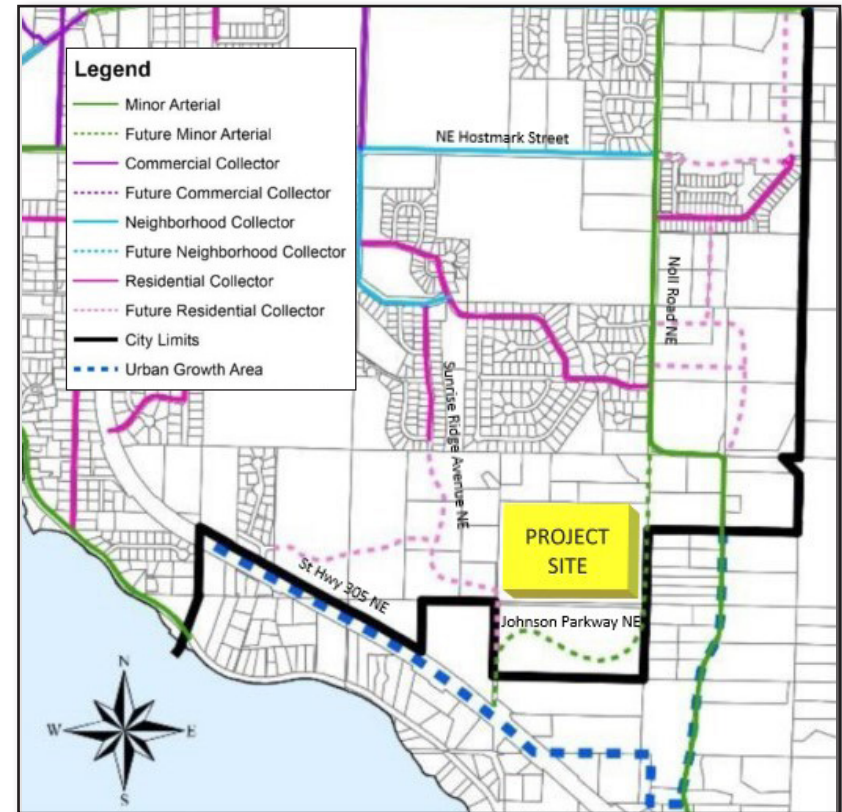 Legend
Minor Arterial
Future Minor Arterial
Commercial Collector
Future Commercial Collector
Neighborhood Collector
Future Neighborhood Collector
Residential Collector
Future Residential Collector
City Limits
Urban Growth Area
NE Hostmark Street
Noll Road NE
Sunrise Ridge Avenue NE
PROJECT
SITE
St Hwy 305 NE
Johnson Parkway NE
N
W
E
S